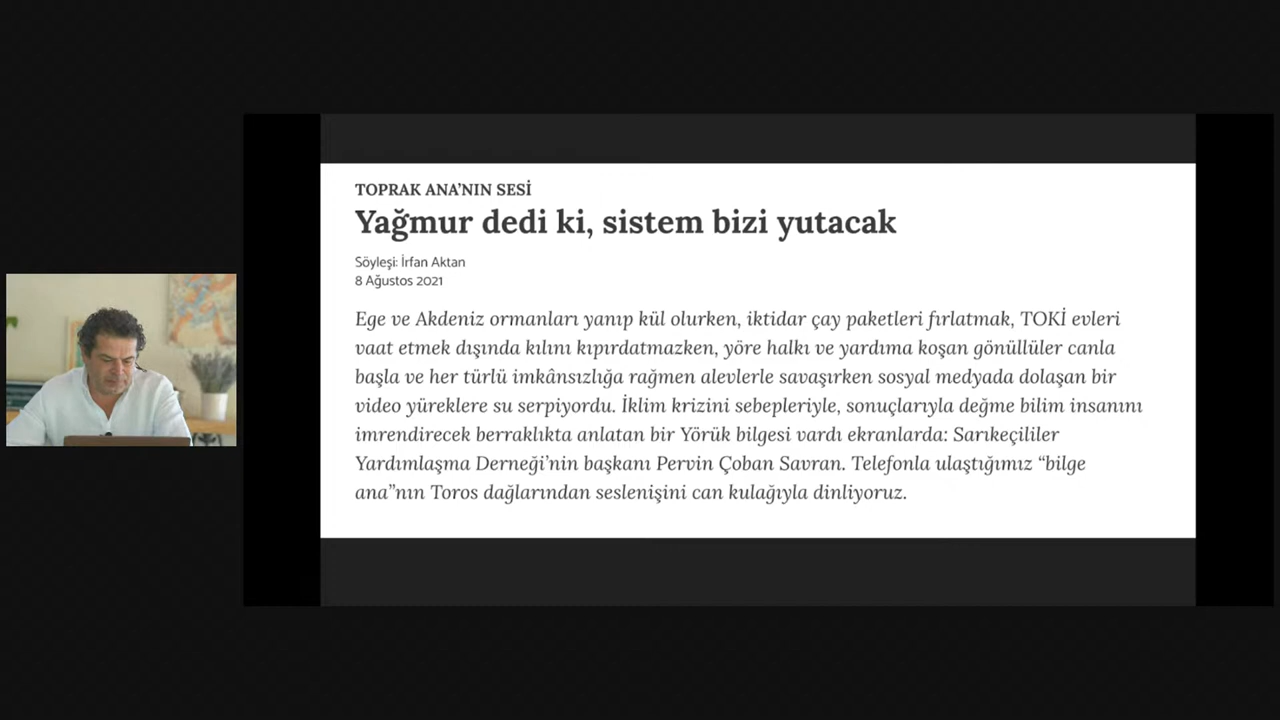 TOPRAK ANA’NIN SESİ
Yağmur dedi ki, sistem bizi yutacak
Söyleşi: İrfan Aktan
8 Ağustos 2021
Ege ve Akdeniz ormanları yanıp kül olurken, iktidar çay paketleri fırlatmak, TOKİ evleri
vaat etmek dışında kılını kıpırdatmazken, yöre halkı ve yardıma koşan gönüllüler canla
başla ve her türlü imkânsızlığa rağmen alevlerle savaşırken sosyal medyada dolaşan bir
video yüreklere su serpiyordu. İklim krizini sebepleriyle, sonuçlarıyla değme bilim insanını
imrendirecek berraklıkta anlatan bir Yörük bilgesi vardı ekranlarda: Sarıkeçililer
Yardımlaşma Derneği’nin başkanı Pervin Çoban Savran. Telefonla ulaştığımız “bilge
ana”nın Toros dağlarından seslenişini can kulağıyla dinliyoruz.